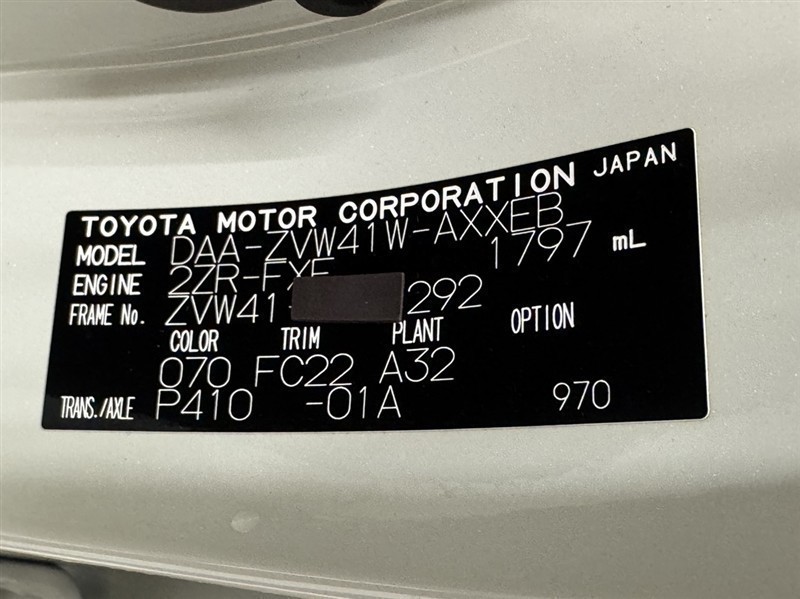 TOYOTA MOTOR CORPORATION JAPAN
MODEL DAA-ZVW41W-AXXEB
ENGINE 2ZR-FXE 1797 mL
FRAME No. ZVW41- 292
COLOR TRIM PLANT OPTION
070 FC22 A32
TRANS./AXLE P410 -01A 970